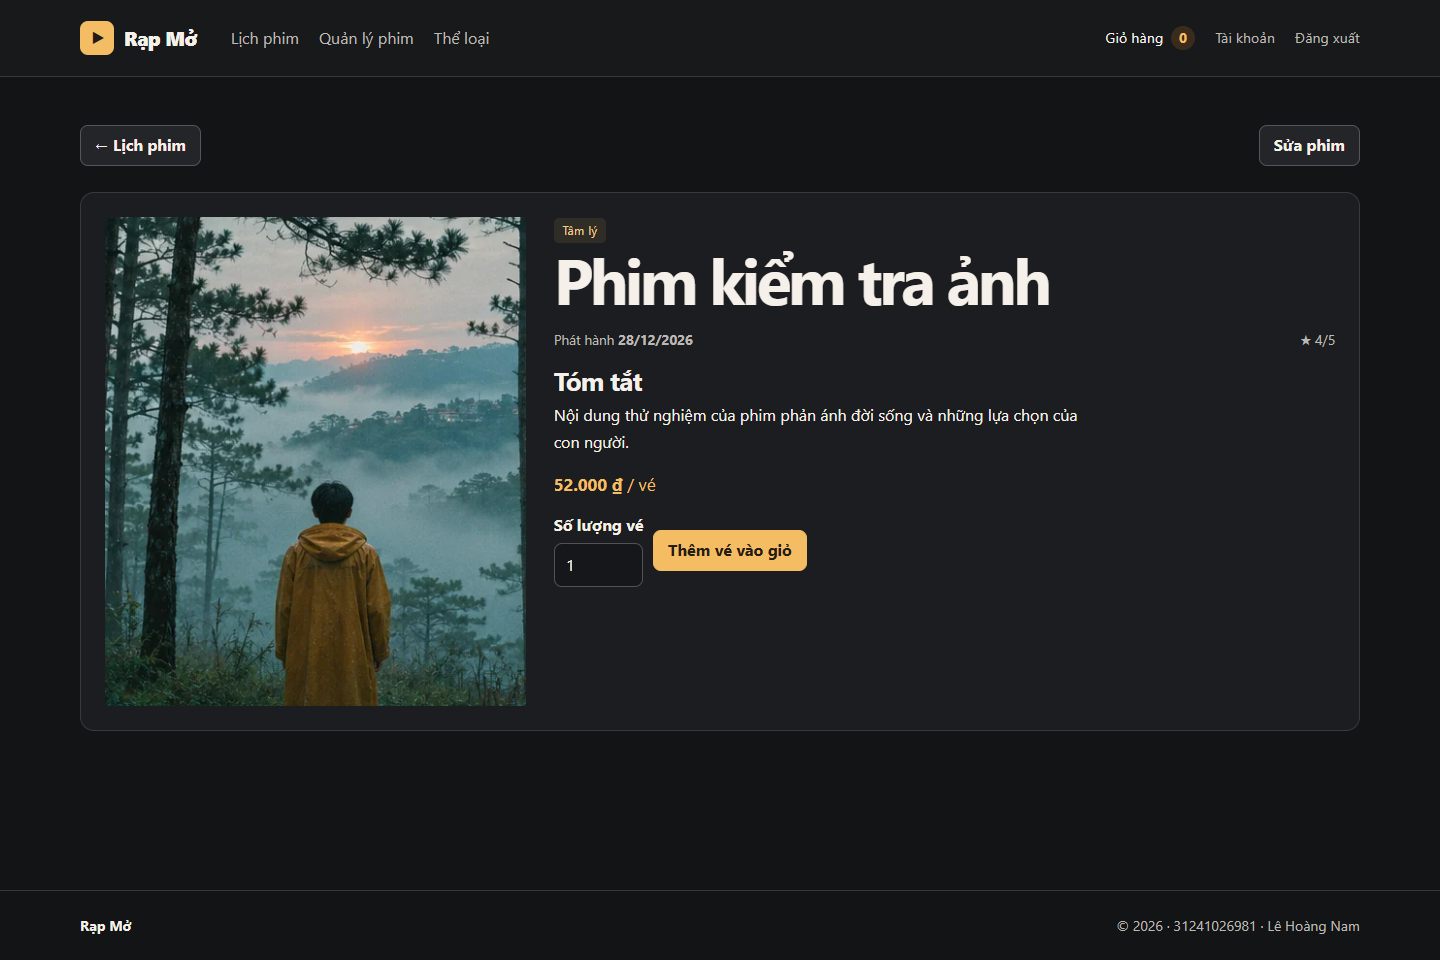 Rạp Mở
Lịch phim
Quản lý phim
Thể loại
Giỏ hàng 0
Tài khoản
Đăng xuất
← Lịch phim
Sửa phim
Tâm lý
Phim kiểm tra ảnh
Phát hành 28/12/2026
★ 4/5
Tóm tắt
Nội dung thử nghiệm của phim phản ánh đời sống và những lựa chọn của
con người.
52.000 ₫ / vé
Số lượng vé
1
Thêm vé vào giỏ
Rạp Mở
© 2026 · 31241026981 · Lê Hoàng Nam